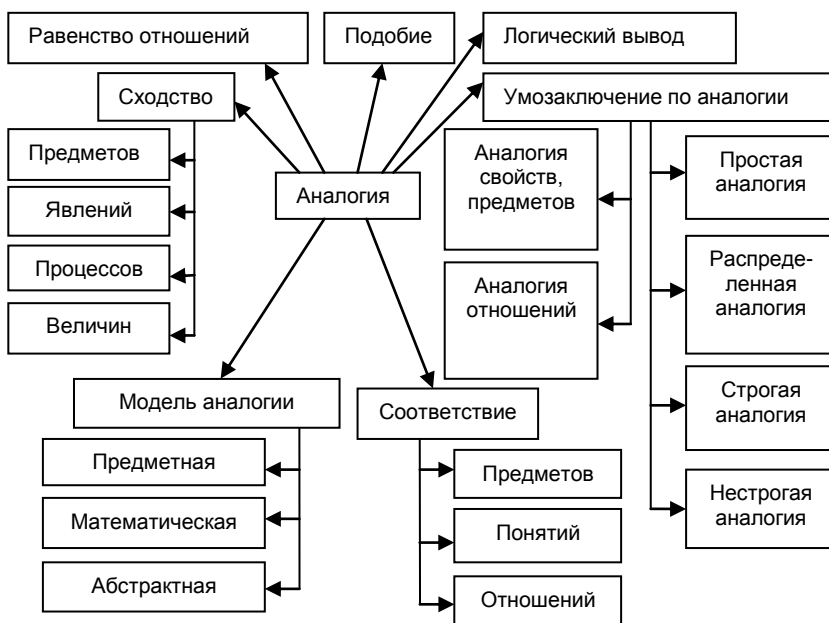 Равенство отношений
Подобие
Логический вывод
Сходство
Умозаключение по аналогии
Предметов
Явлений
Процессов
Величин
Аналогия
Аналогия
свойств,
предметов
Аналогия
отношений
Простая
аналогия
Распреде-
ленная
аналогия
Строгая
аналогия
Нестрогая
аналогия
Модель аналогии
Предметная
Математическая
Абстрактная
Соответствие
Предметов
Понятий
Отношений